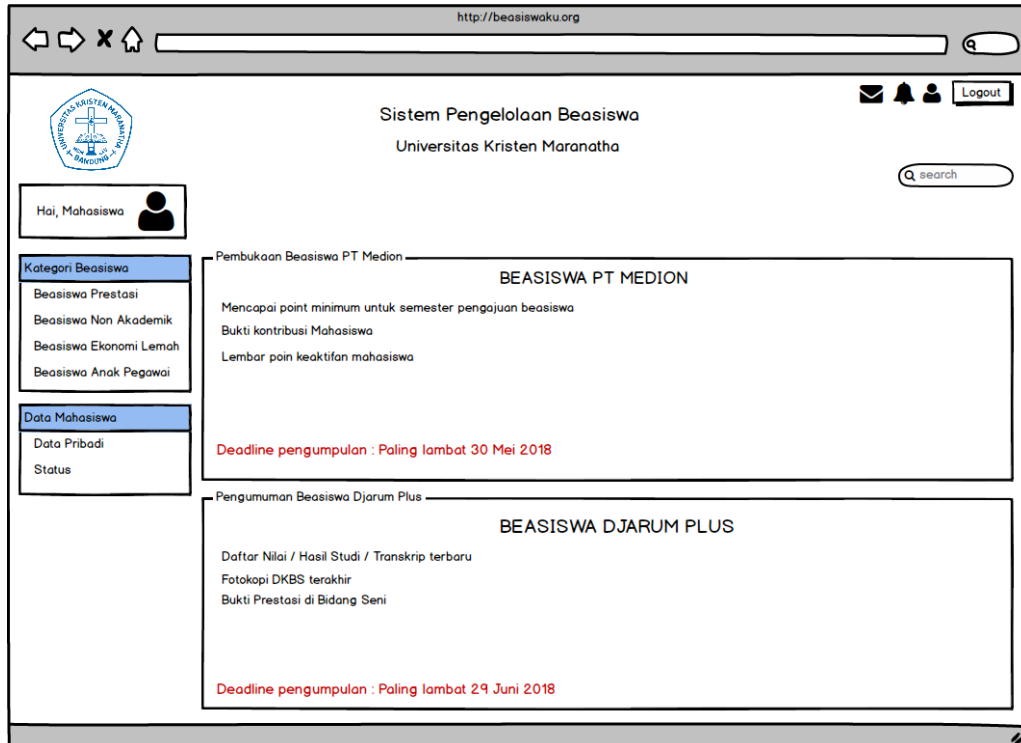 http://beasiswaku.org
Logout
UNIVERSITAS KRISTEN MARANATHA
BANDUNG
Sistem Pengelolaan Beasiswa
Universitas Kristen Maranatha
search
Hai, Mahasiswa
Kategori Beasiswa
Beasiswa Prestasi
Beasiswa Non Akademik
Beasiswa Ekonomi Lemah
Beasiswa Anak Pegawai
Data Mahasiswa
Data Pribadi
Status
Pembukaan Beasiswa PT Medion
BEASISWA PT MEDION
Mencapai point minimum untuk semester pengajuan beasiswa
Bukti kontribusi Mahasiswa
Lembar poin keaktifan mahasiswa
Deadline pengumpulan : Paling lambat 30 Mei 2018
Pengumuman Beasiswa Djarum Plus
BEASISWA DJARUM PLUS
Daftar Nilai / Hasil Studi / Transkrip terbaru
Fotokopi DKBS terakhir
Bukti Prestasi di Bidang Seni
Deadline pengumpulan : Paling lambat 29 Juni 2018